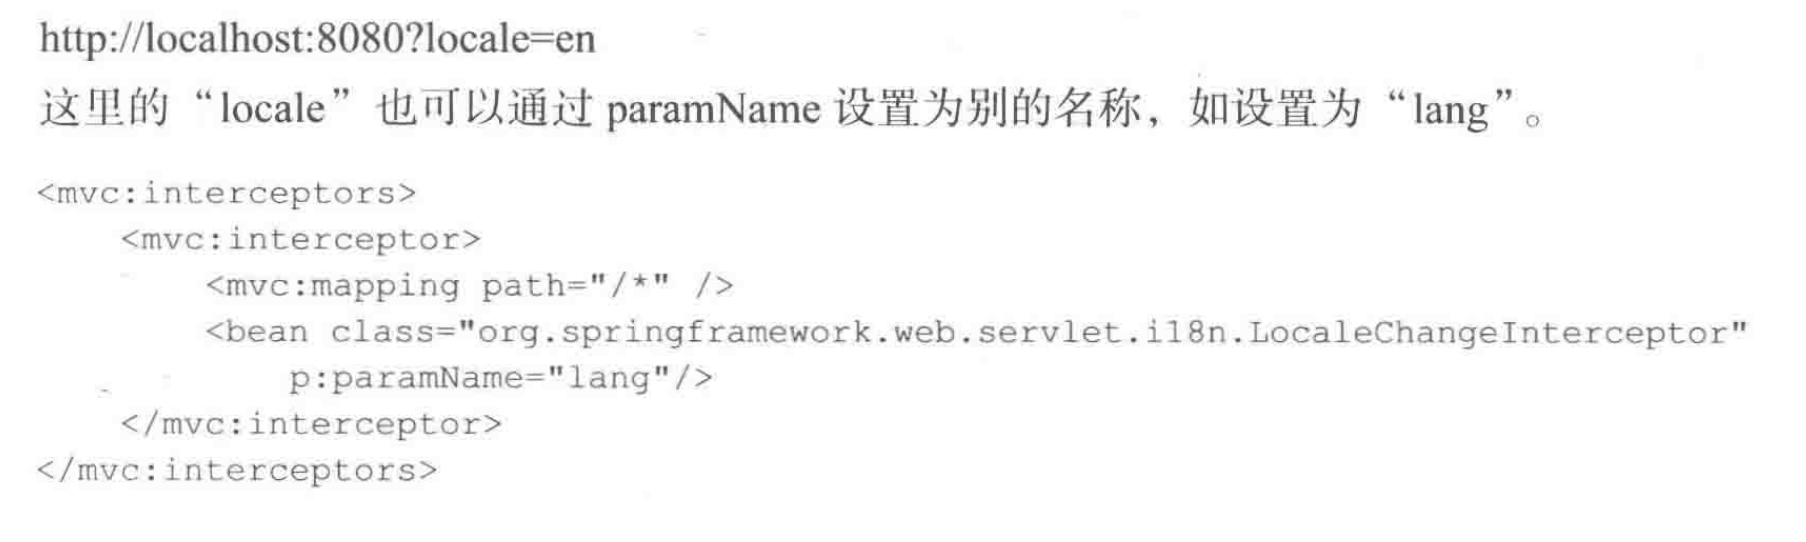 http://localhost:8080?locale=en
这里的“locale”也可以通过 paramName 设置为别的名称，如设置为“lang”。
<mvc:interceptors>
    <mvc:interceptor>
        <mvc:mapping path="/*" />
        <bean class="org.springframework.web.servlet.i18n.LocaleChangeInterceptor"
            p:paramName="lang"/>
    </mvc:interceptor>
</mvc:interceptors>